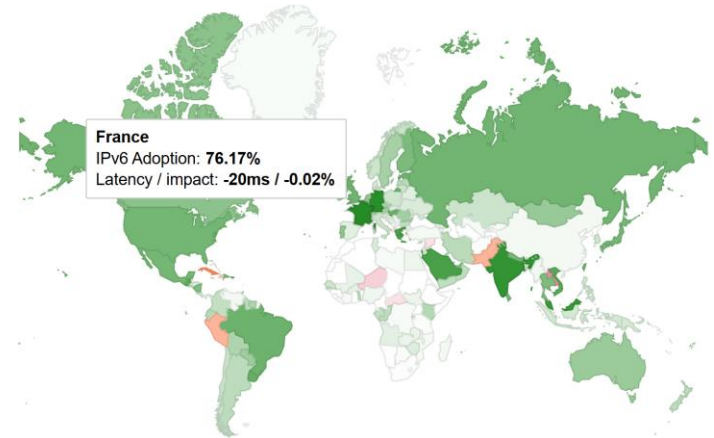 France
IPv6 Adoption: 76.17%
Latency / impact: -20ms / -0.02%